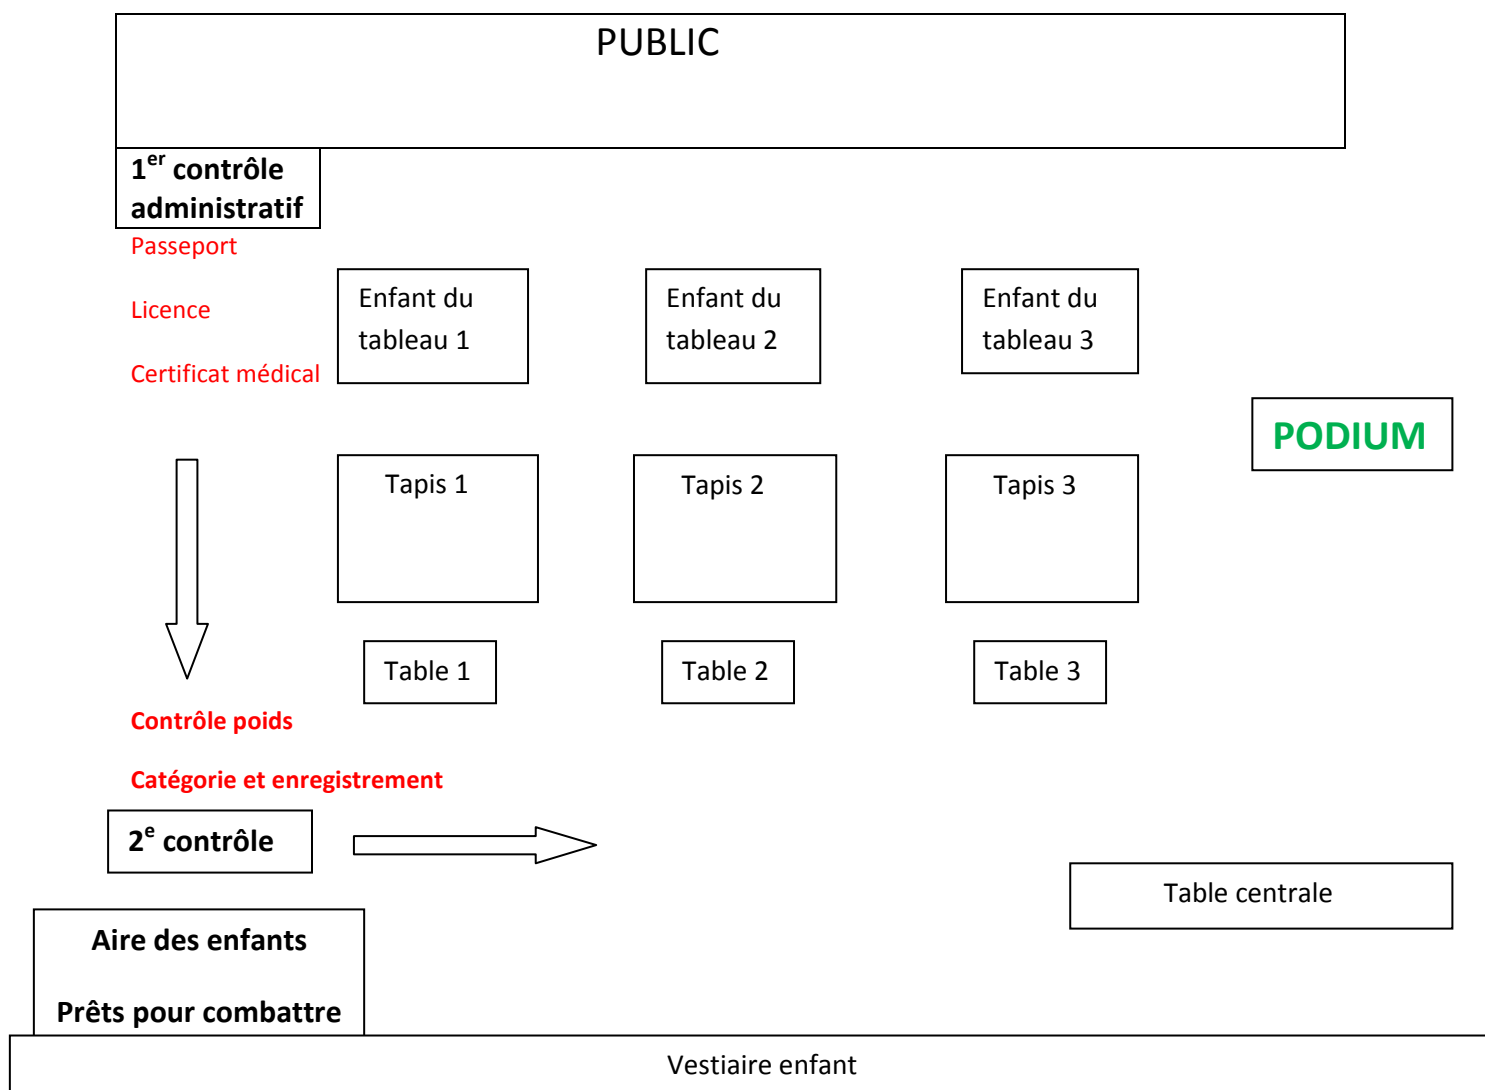 PUBLIC
1er contrôle
administratif
Passeport
Licence
Certificat médical
Enfant du
tableau 1
Enfant du
tableau 2
Enfant du
tableau 3
PODIUM
Tapis 1
Tapis 2
Tapis 3
Table 1
Table 2
Table 3
Contrôle poids
Catégorie et enregistrement
2e contrôle
Table centrale
Aire des enfants
Prêts pour combattre
Vestiaire enfant